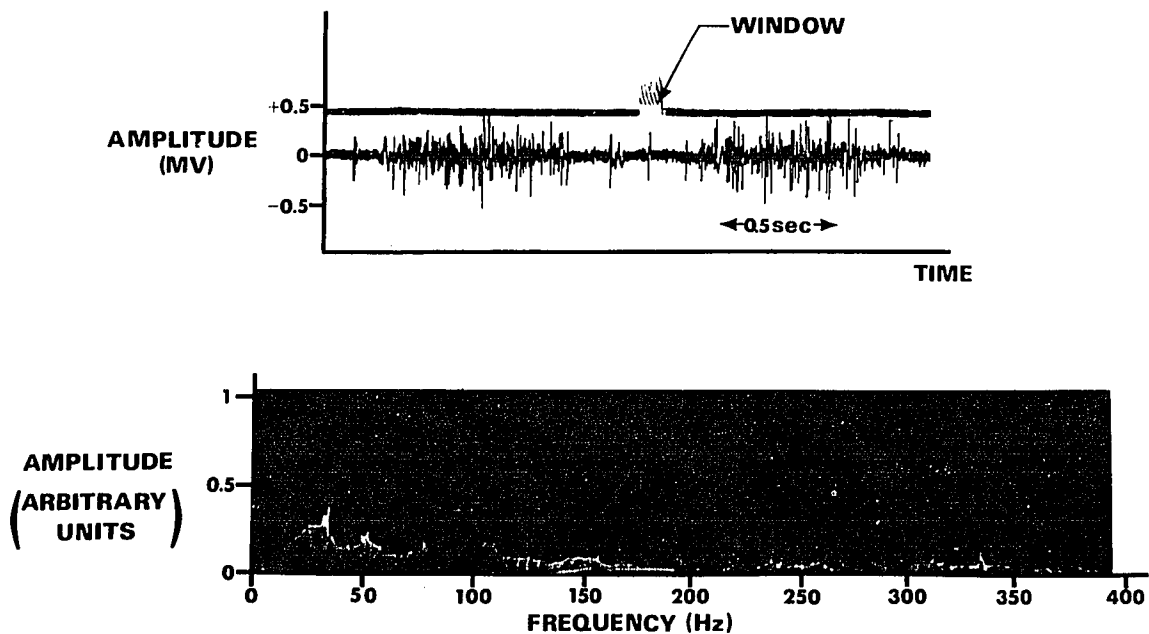 WINDOW
+0.5
AMPLITUDE
(MV)
0
−0.5
0.5sec
TIME
1
AMPLITUDE
(ARBITRARY
UNITS)
0.5
0
0 50 100 150 200 250 300 350 400
FREQUENCY (Hz)